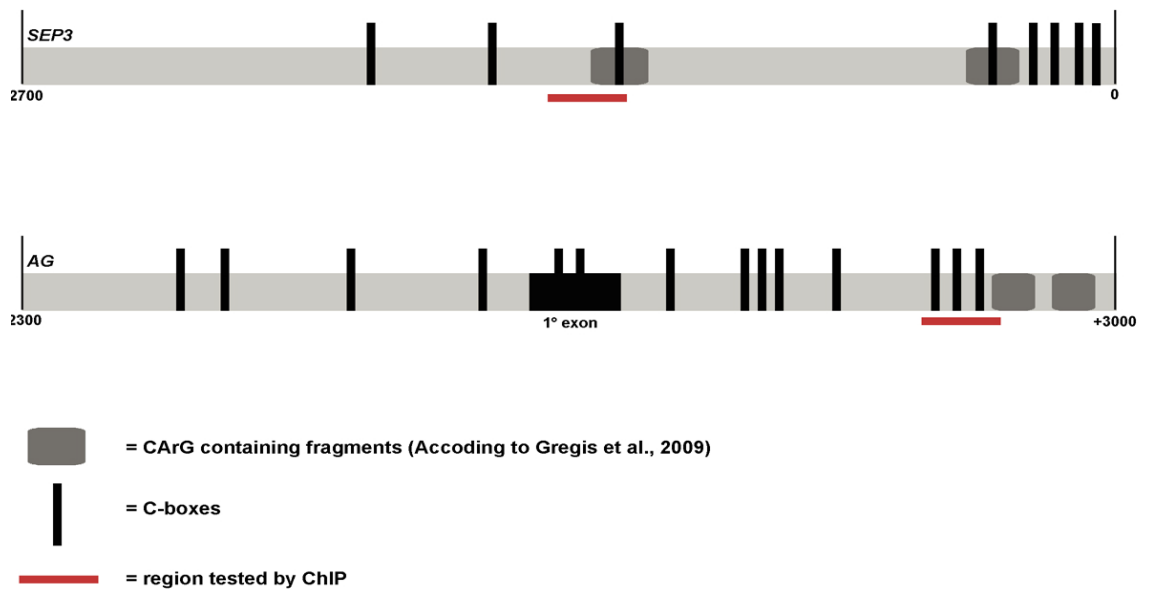 SEP3
2700
0
AG
2300
1° exon
+3000
= CArG containing fragments (Accoding to Gregis et al., 2009)
= C-boxes
= region tested by ChIP